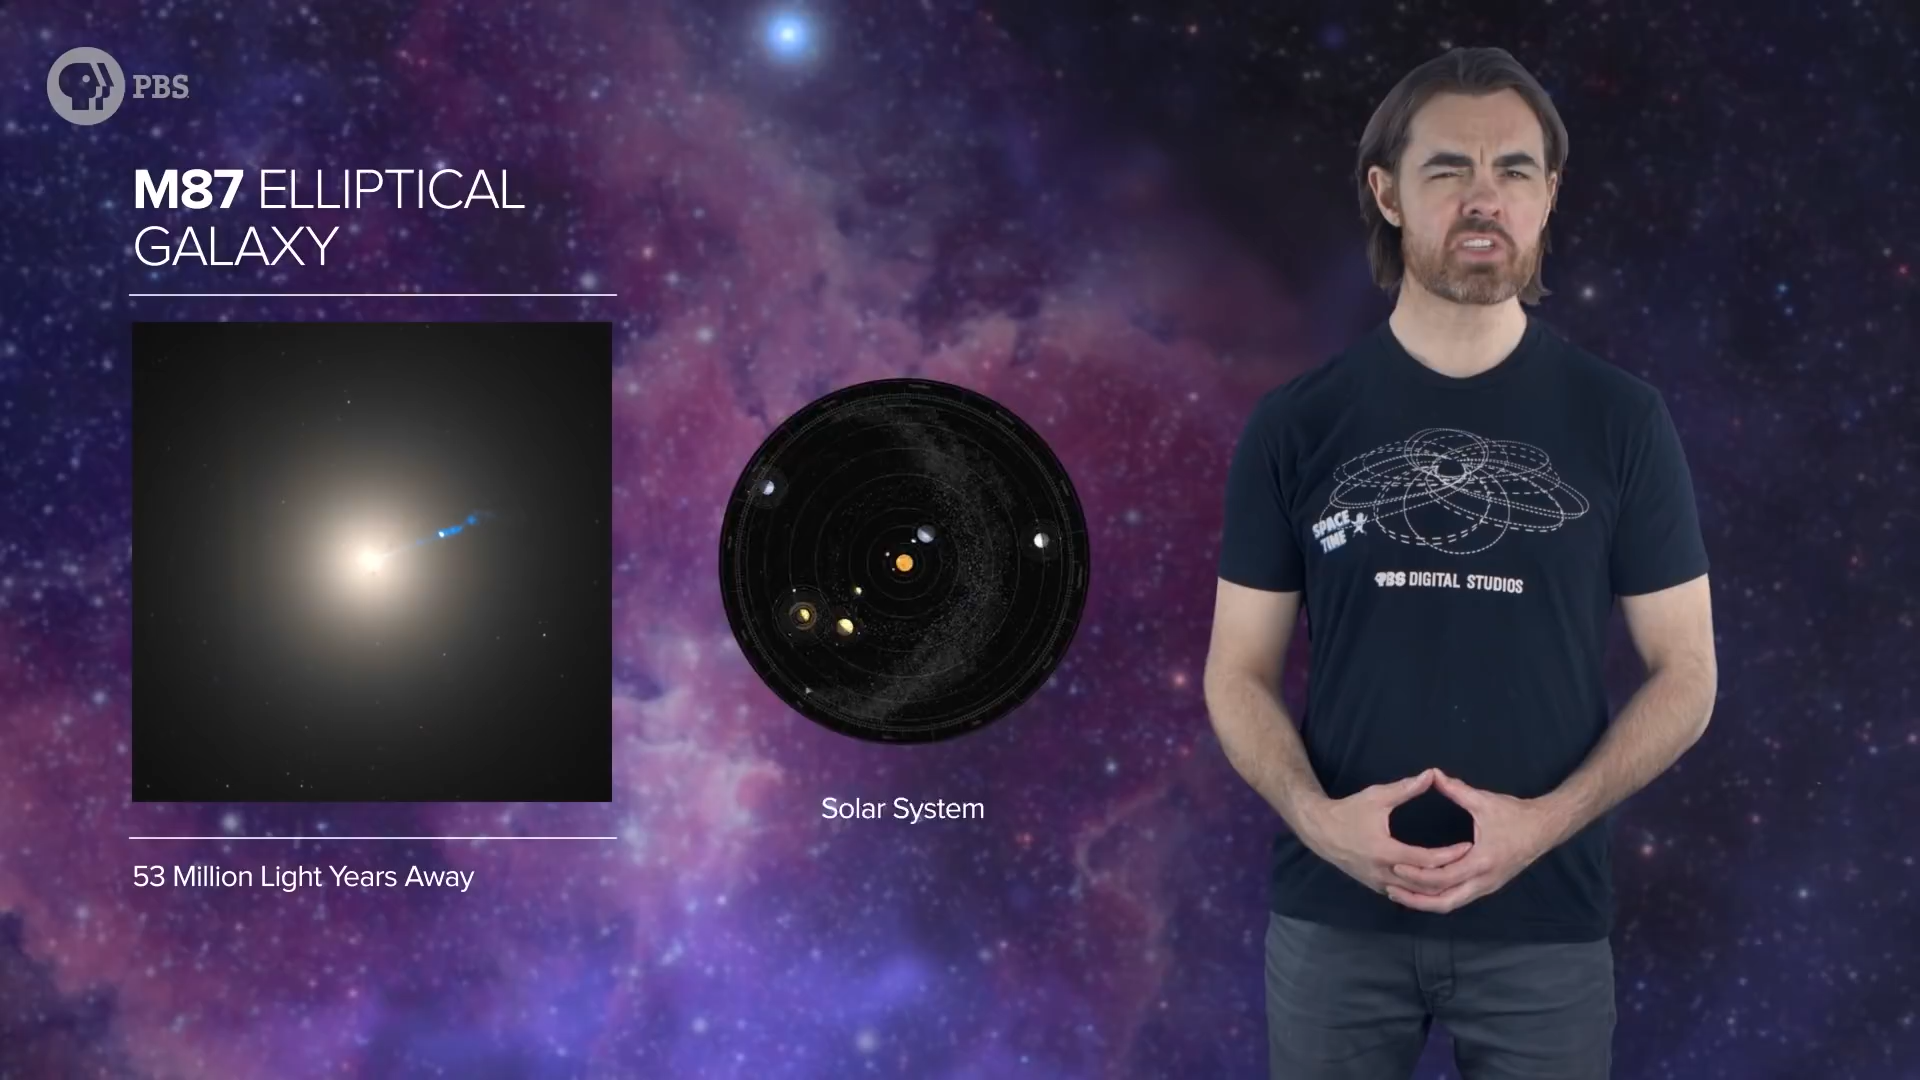 PBS
M87 ELLIPTICAL
GALAXY
53 Million Light Years Away
Solar System
SPACE
TIME
PBS DIGITAL STUDIOS